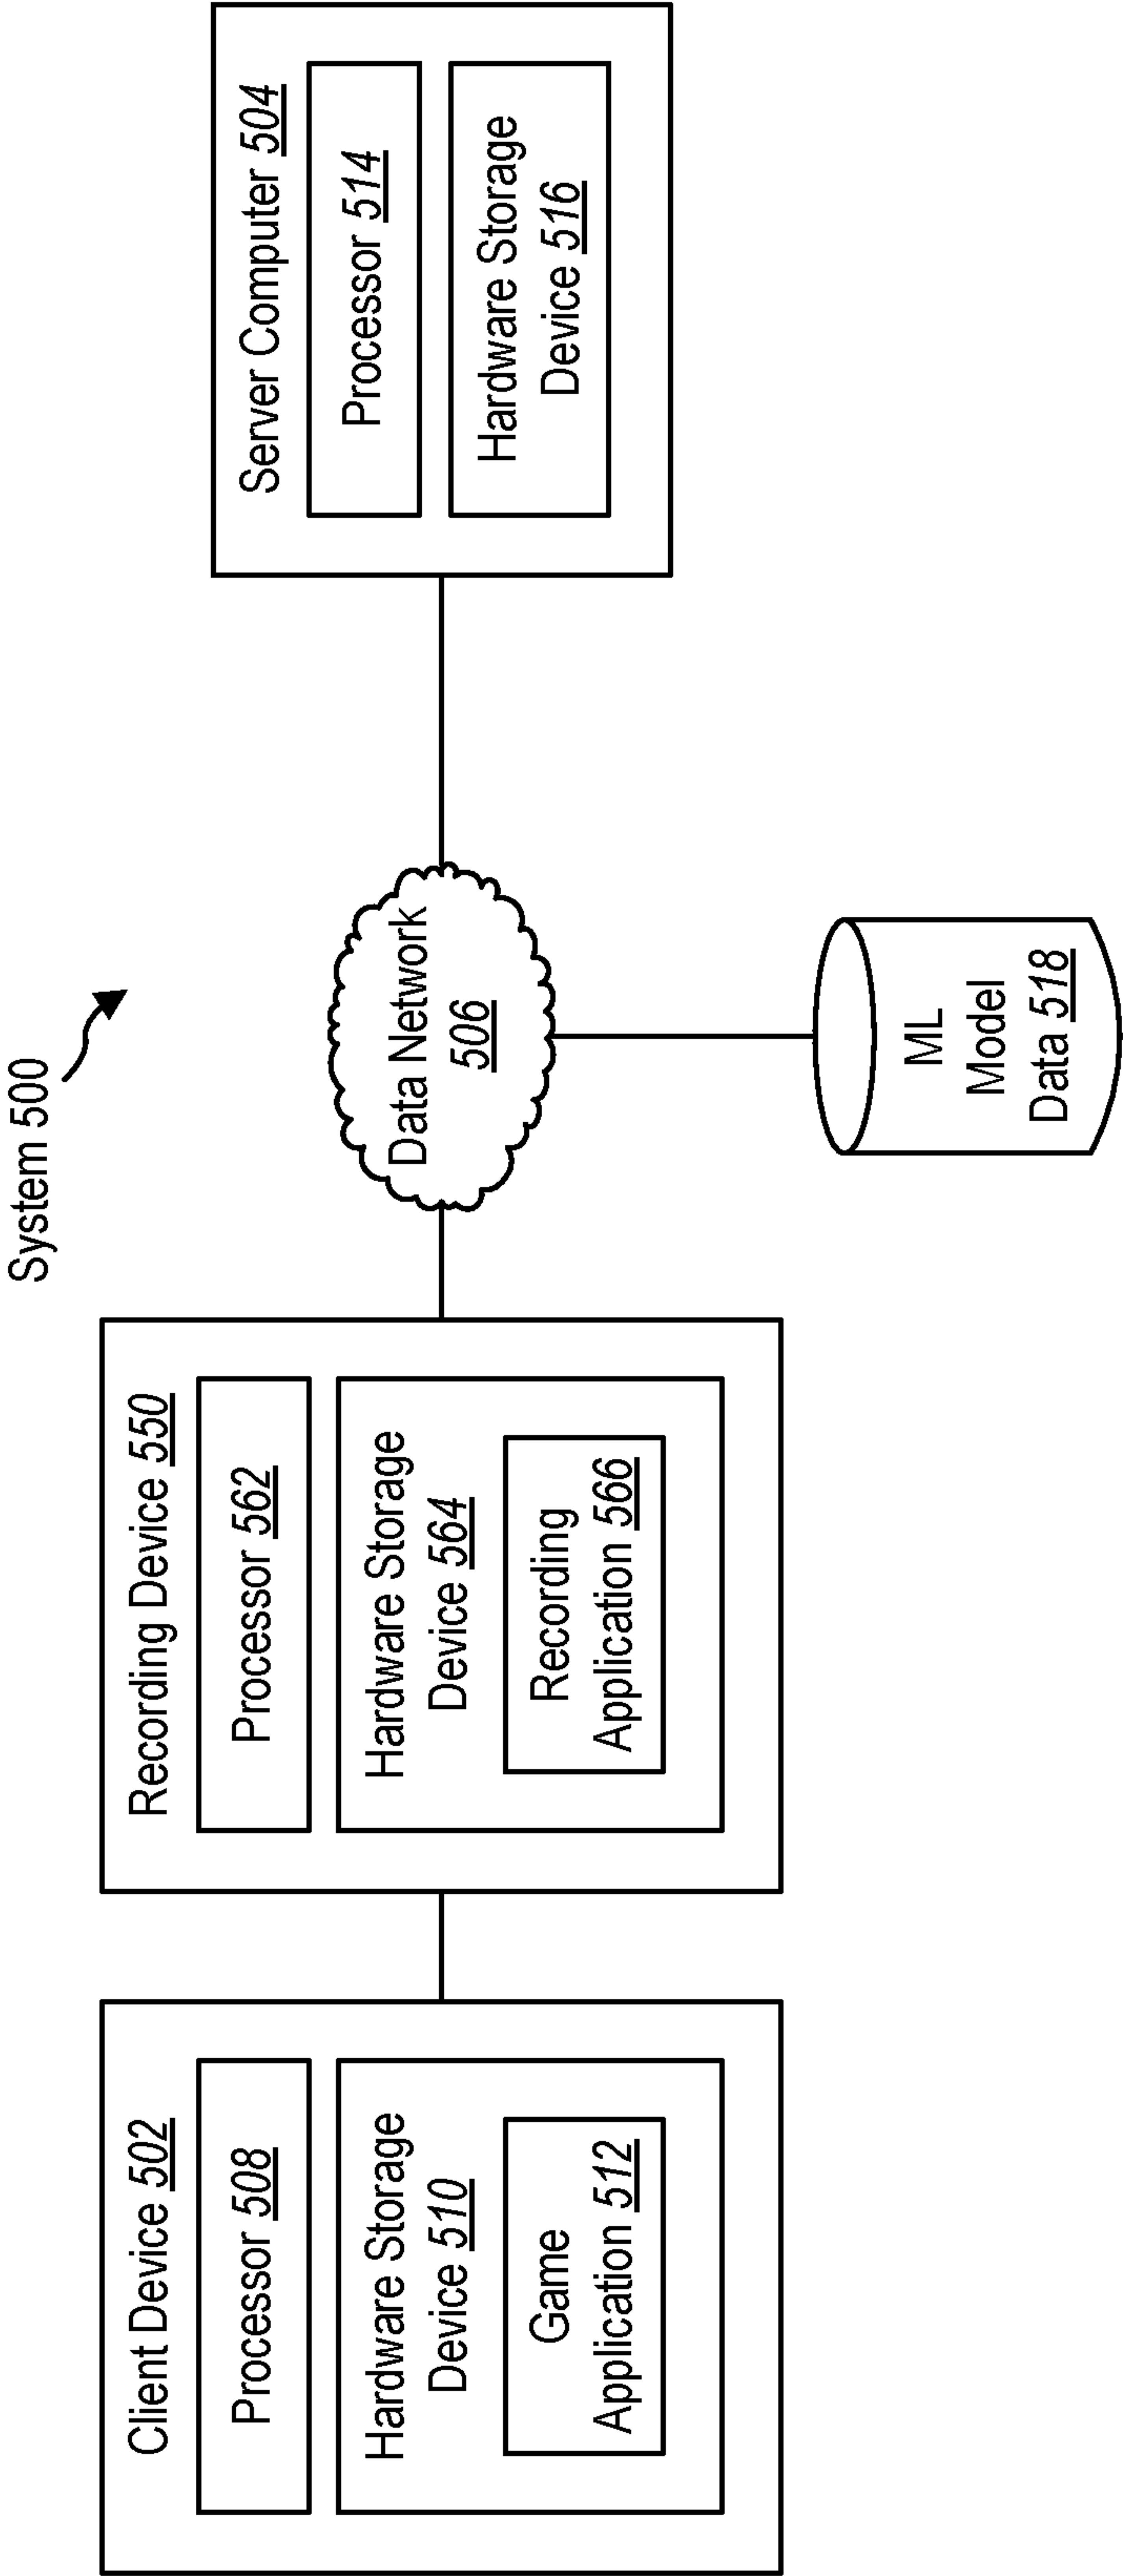 System 500
Client Device 502
Processor 508
Hardware Storage
Device 510
Game
Application 512
Recording Device 550
Processor 562
Hardware Storage
Device 564
Recording
Application 566
Data Network
506
ML
Model
Data 518
Server Computer 504
Processor 514
Hardware Storage
Device 516